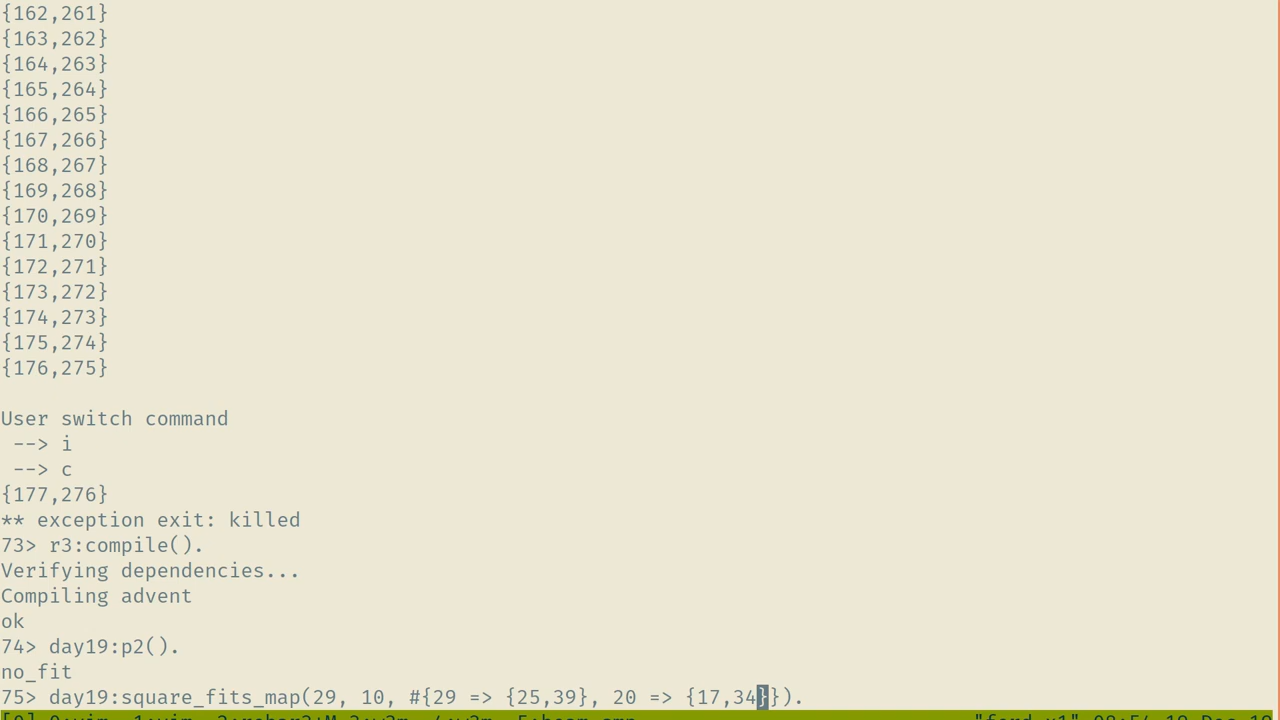 {162,261}
{163,262}
{164,263}
{165,264}
{166,265}
{167,266}
{168,267}
{169,268}
{170,269}
{171,270}
{172,271}
{173,272}
{174,273}
{175,274}
{176,275}
User switch command
 --> i
 --> c
{177,276}
** exception exit: killed
73> r3:compile().
Verifying dependencies...
Compiling advent
ok
74> day19:p2().
no_fit
75> day19:square_fits_map(29, 10, #{29 => {25,39}, 20 => {17,34}}).